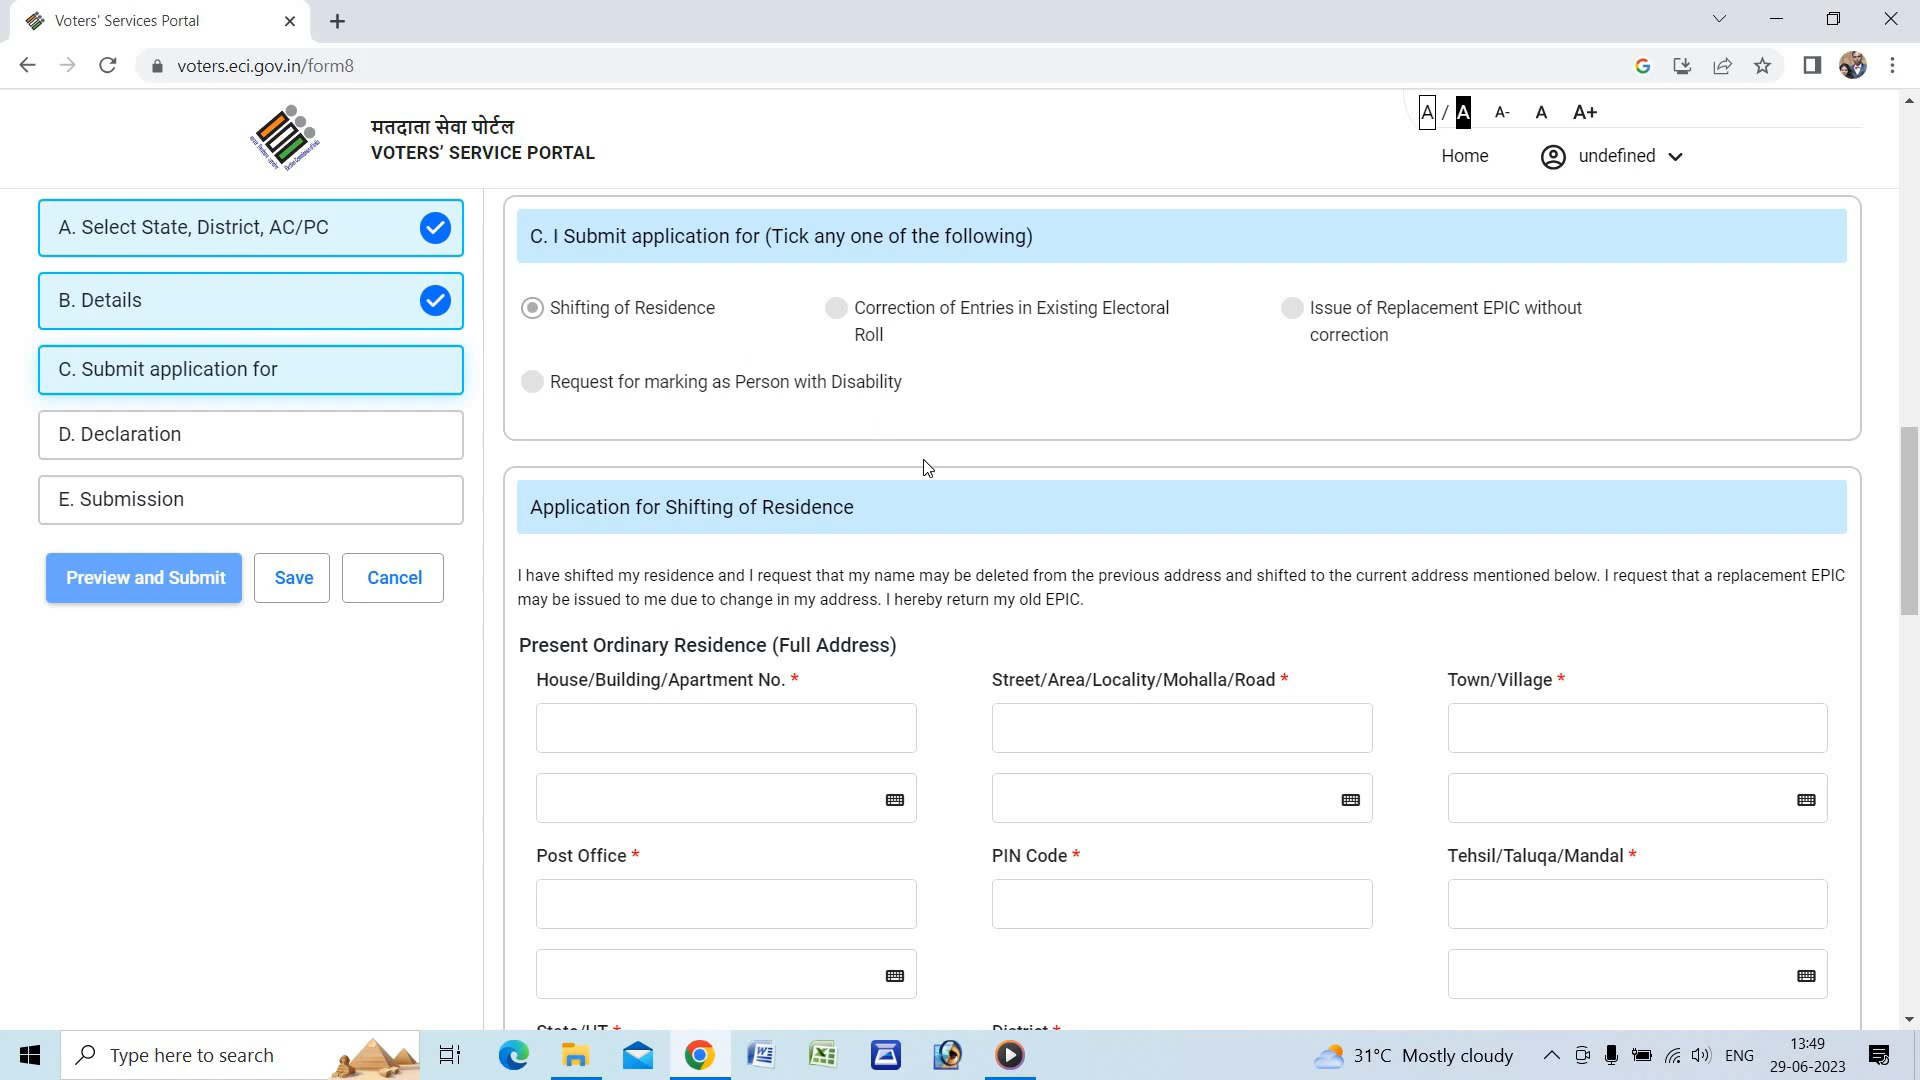 Voters' Services Portal
voters.eci.gov.in/form8
A / A A- A A+
मतदाता सेवा पोर्टल
VOTERS' SERVICE PORTAL
Home
undefined
A. Select State, District, AC/PC
B. Details
C. Submit application for
D. Declaration
E. Submission
Preview and Submit
Save
Cancel
C. I Submit application for (Tick any one of the following)
Shifting of Residence
Correction of Entries in Existing Electoral
Roll
Issue of Replacement EPIC without
correction
Request for marking as Person with Disability
Application for Shifting of Residence
I have shifted my residence and I request that my name may be deleted from the previous address and shifted to the current address mentioned below. I request that a replacement EPIC
may be issued to me due to change in my address. I hereby return my old EPIC.
Present Ordinary Residence (Full Address)
House/Building/Apartment No. *
Street/Area/Locality/Mohalla/Road *
Town/Village *
Post Office *
PIN Code *
Tehsil/Taluqa/Mandal *
State/UT *
District *
Type here to search
31°C Mostly cloudy
ENG
13:49
29-06-2023